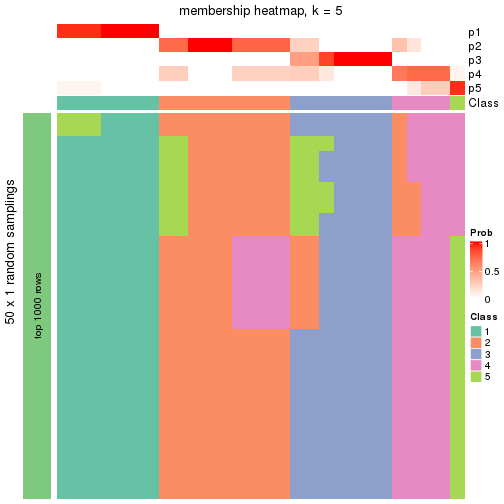 membership heatmap, k = 5
p1
p2
p3
p4
p5
Class
50 x 1 random samplings
top 1000 rows
Prob
1
0.5
0
Class
1
2
3
4
5